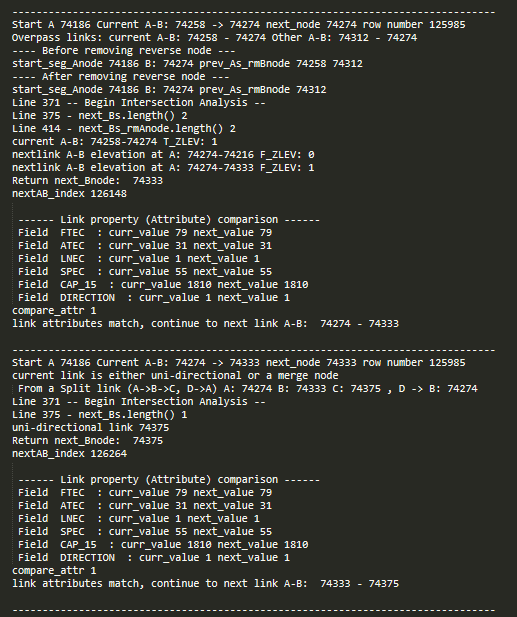 --------------------------------------------------------------------------
Start A 74186 Current A-B: 74258 -> 74274 next_node 74274 row number 125985
Overpass links: current A-B: 74258 - 74274 Other A-B: 74312 - 74274
---- Before removing reverse node ---
start_seg_Anode 74186 B: 74274 prev_As_rmBnode 74258 74312
---- After removing reverse node ---
start_seg_Anode 74186 B: 74274 prev_As_rmBnode 74312
Line 371 -- Begin Intersection Analysis --
Line 375 - next_Bs.length() 2
Line 414 - next_Bs_rmAnode.length() 2
current A-B: 74258-74274 T_ZLEV: 1
nextlink A-B elevation at A: 74274-74216 F_ZLEV: 0
nextlink A-B elevation at A: 74274-74333 F_ZLEV: 1
Return next_Bnode:  74333
nextAB_index 126148
------ Link property (Attribute) comparison ------
Field  FTEC  : curr_value 79 next_value 79
Field  ATEC  : curr_value 31 next_value 31
Field  LNEC  : curr_value 1 next_value 1
Field  SPEC  : curr_value 55 next_value 55
Field  CAP_15  : curr_value 1810 next_value 1810
Field  DIRECTION  : curr_value 1 next_value 1
compare_attr 1
link attributes match, continue to next link A-B:  74274 - 74333
--------------------------------------------------------------------------
Start A 74186 Current A-B: 74274 -> 74333 next_node 74333 row number 125985
current link is either uni-directional or a merge node
From a Split link (A->B->C, D->A) A: 74274 B: 74333 C: 74375 , D -> B: 74274
Line 371 -- Begin Intersection Analysis --
Line 375 - next_Bs.length() 1
uni-directional link 74375
Return next_Bnode:  74375
nextAB_index 126264
------ Link property (Attribute) comparison ------
Field  FTEC  : curr_value 79 next_value 79
Field  ATEC  : curr_value 31 next_value 31
Field  LNEC  : curr_value 1 next_value 1
Field  SPEC  : curr_value 55 next_value 55
Field  CAP_15  : curr_value 1810 next_value 1810
Field  DIRECTION  : curr_value 1 next_value 1
compare_attr 1
link attributes match, continue to next link A-B:  74333 - 74375
--------------------------------------------------------------------------